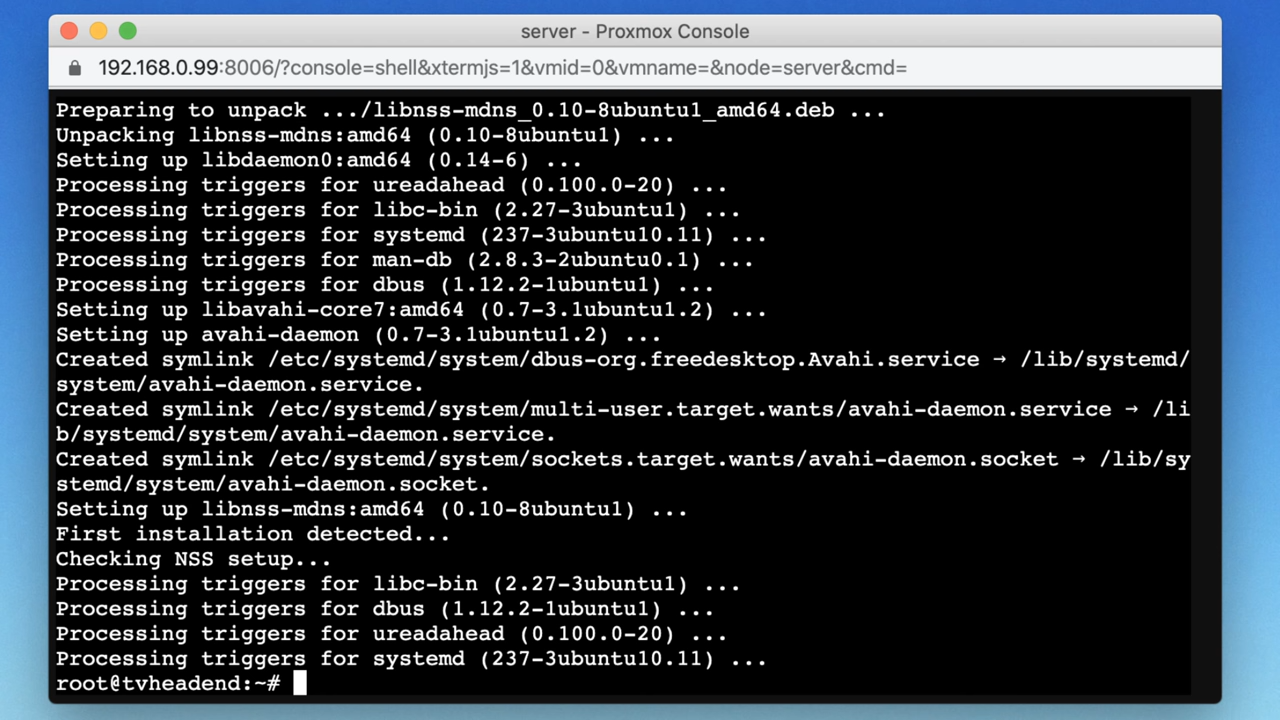 server - Proxmox Console
192.168.0.99:8006/?console=shell&xtermjs=1&vmid=0&vmname=&node=server&cmd=
Preparing to unpack .../libnss-mdns_0.10-8ubuntu1_amd64.deb ...
Unpacking libnss-mdns:amd64 (0.10-8ubuntu1) ...
Setting up libdaemon0:amd64 (0.14-6) ...
Processing triggers for ureadahead (0.100.0-20) ...
Processing triggers for libc-bin (2.27-3ubuntu1) ...
Processing triggers for systemd (237-3ubuntu10.11) ...
Processing triggers for man-db (2.8.3-2ubuntu0.1) ...
Processing triggers for dbus (1.12.2-1ubuntu1) ...
Setting up libavahi-core7:amd64 (0.7-3.1ubuntu1.2) ...
Setting up avahi-daemon (0.7-3.1ubuntu1.2) ...
Created symlink /etc/systemd/system/dbus-org.freedesktop.Avahi.service → /lib/systemd/
system/avahi-daemon.service.
Created symlink /etc/systemd/system/multi-user.target.wants/avahi-daemon.service → /li
b/systemd/system/avahi-daemon.service.
Created symlink /etc/systemd/system/sockets.target.wants/avahi-daemon.socket → /lib/sy
stemd/system/avahi-daemon.socket.
Setting up libnss-mdns:amd64 (0.10-8ubuntu1) ...
First installation detected...
Checking NSS setup...
Processing triggers for libc-bin (2.27-3ubuntu1) ...
Processing triggers for dbus (1.12.2-1ubuntu1) ...
Processing triggers for ureadahead (0.100.0-20) ...
Processing triggers for systemd (237-3ubuntu10.11) ...
root@tvheadend:~#